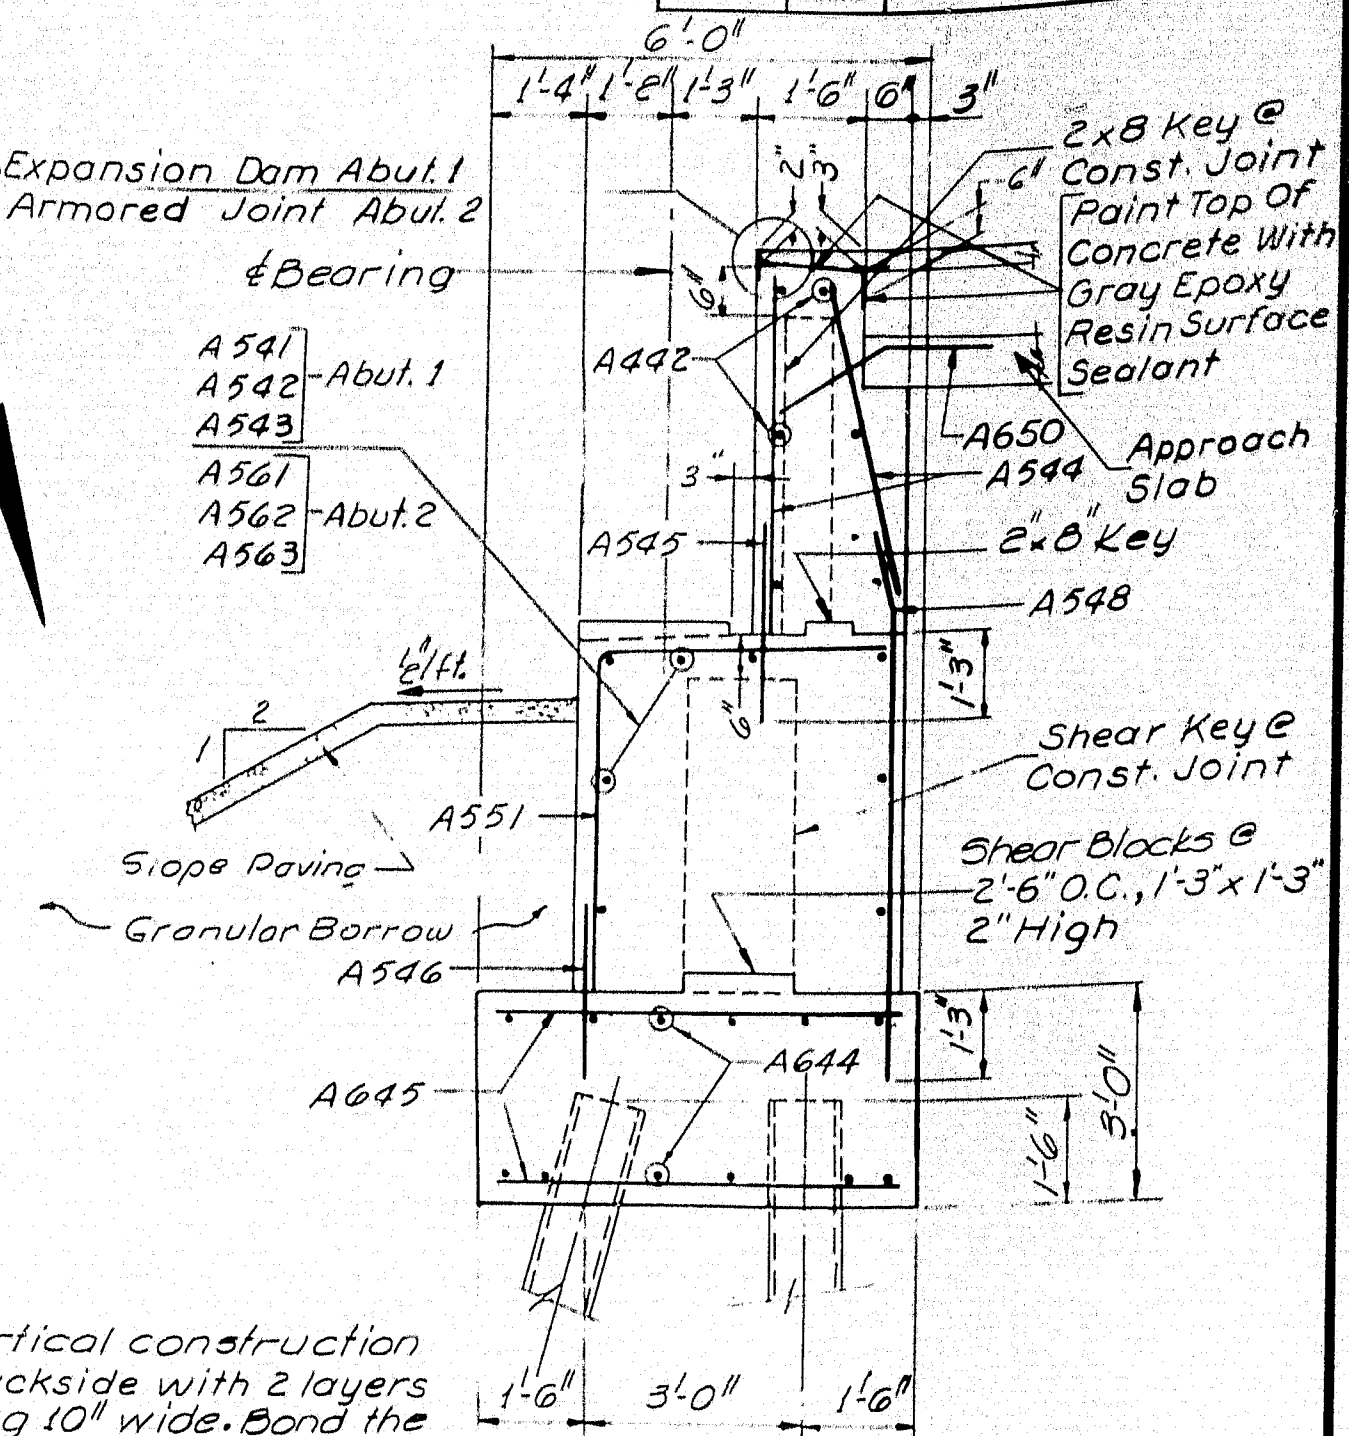 6'-0"
1'-4" 1'-2" 1'-3" 1'-6" 6" 3"
Expansion Dam Abut. 1
Armored Joint Abut. 2
2" 3"
6"
2x8 Key @
Const. Joint
Paint Top Of
Concrete With
Gray Epoxy
Resin Surface
Sealant
₵ Bearing
A541
A542
A543
Abut. 1
A561
A562
A563
Abut. 2
A442
A650
Approach
Slab
A544
3"
A545
2"x8" Key
A548
1'-3"
1/2"/ft.
2
1
6"
Shear Key @
Const. Joint
A551
Slope Paving
Shear Blocks @
2'-6" O.C., 1'-3" x 1'-3"
2" High
Granular Borrow
A546
1'-3"
A644
A645
3'-0"
1'-6"
rtical construction
ckside with 2 layers
g 10" wide. Bond the
1'-6" 3'-0" 1'-6"